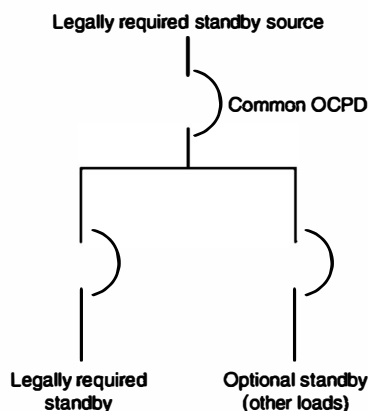 Legally required standby source
Common OCPD
Legally required
standby
Optional standby
(other loads)